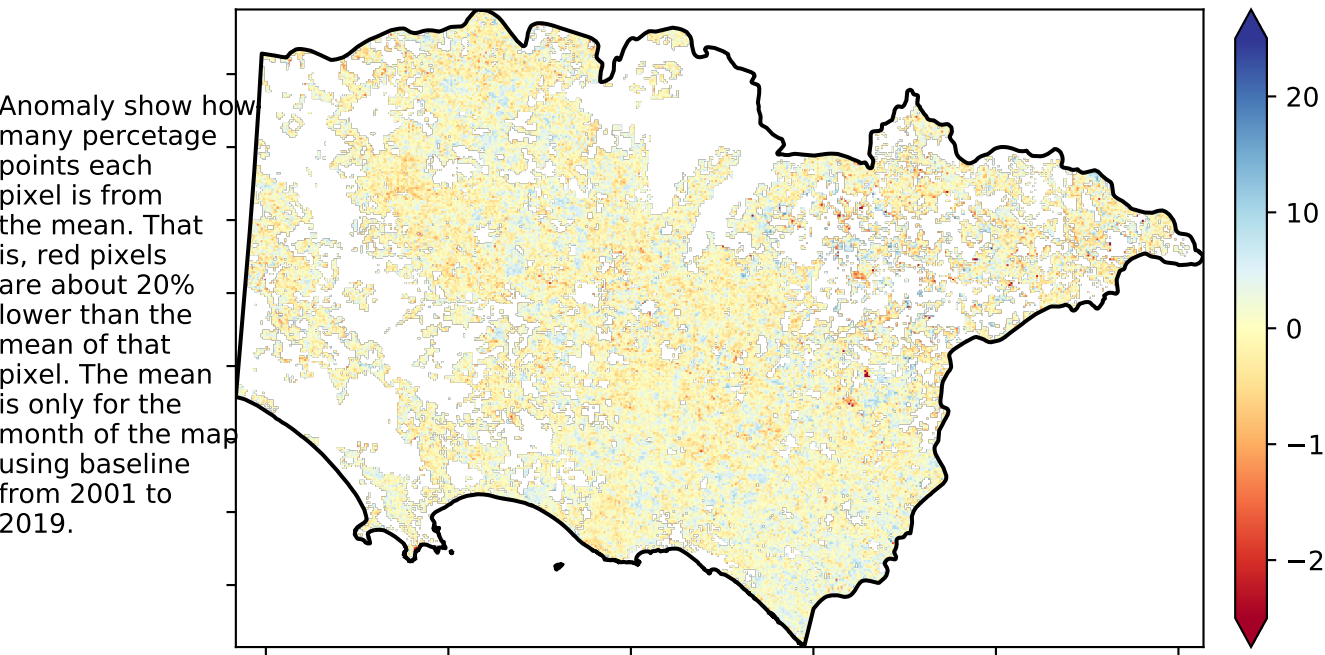 Anomaly show how
many percetage
points each
pixel is from
the mean. That
is, red pixels
are about 20%
lower than the
mean of that
pixel. The mean
is only for the
month of the map
using baseline
from 2001 to
2019.
20
10
0
−1
−2